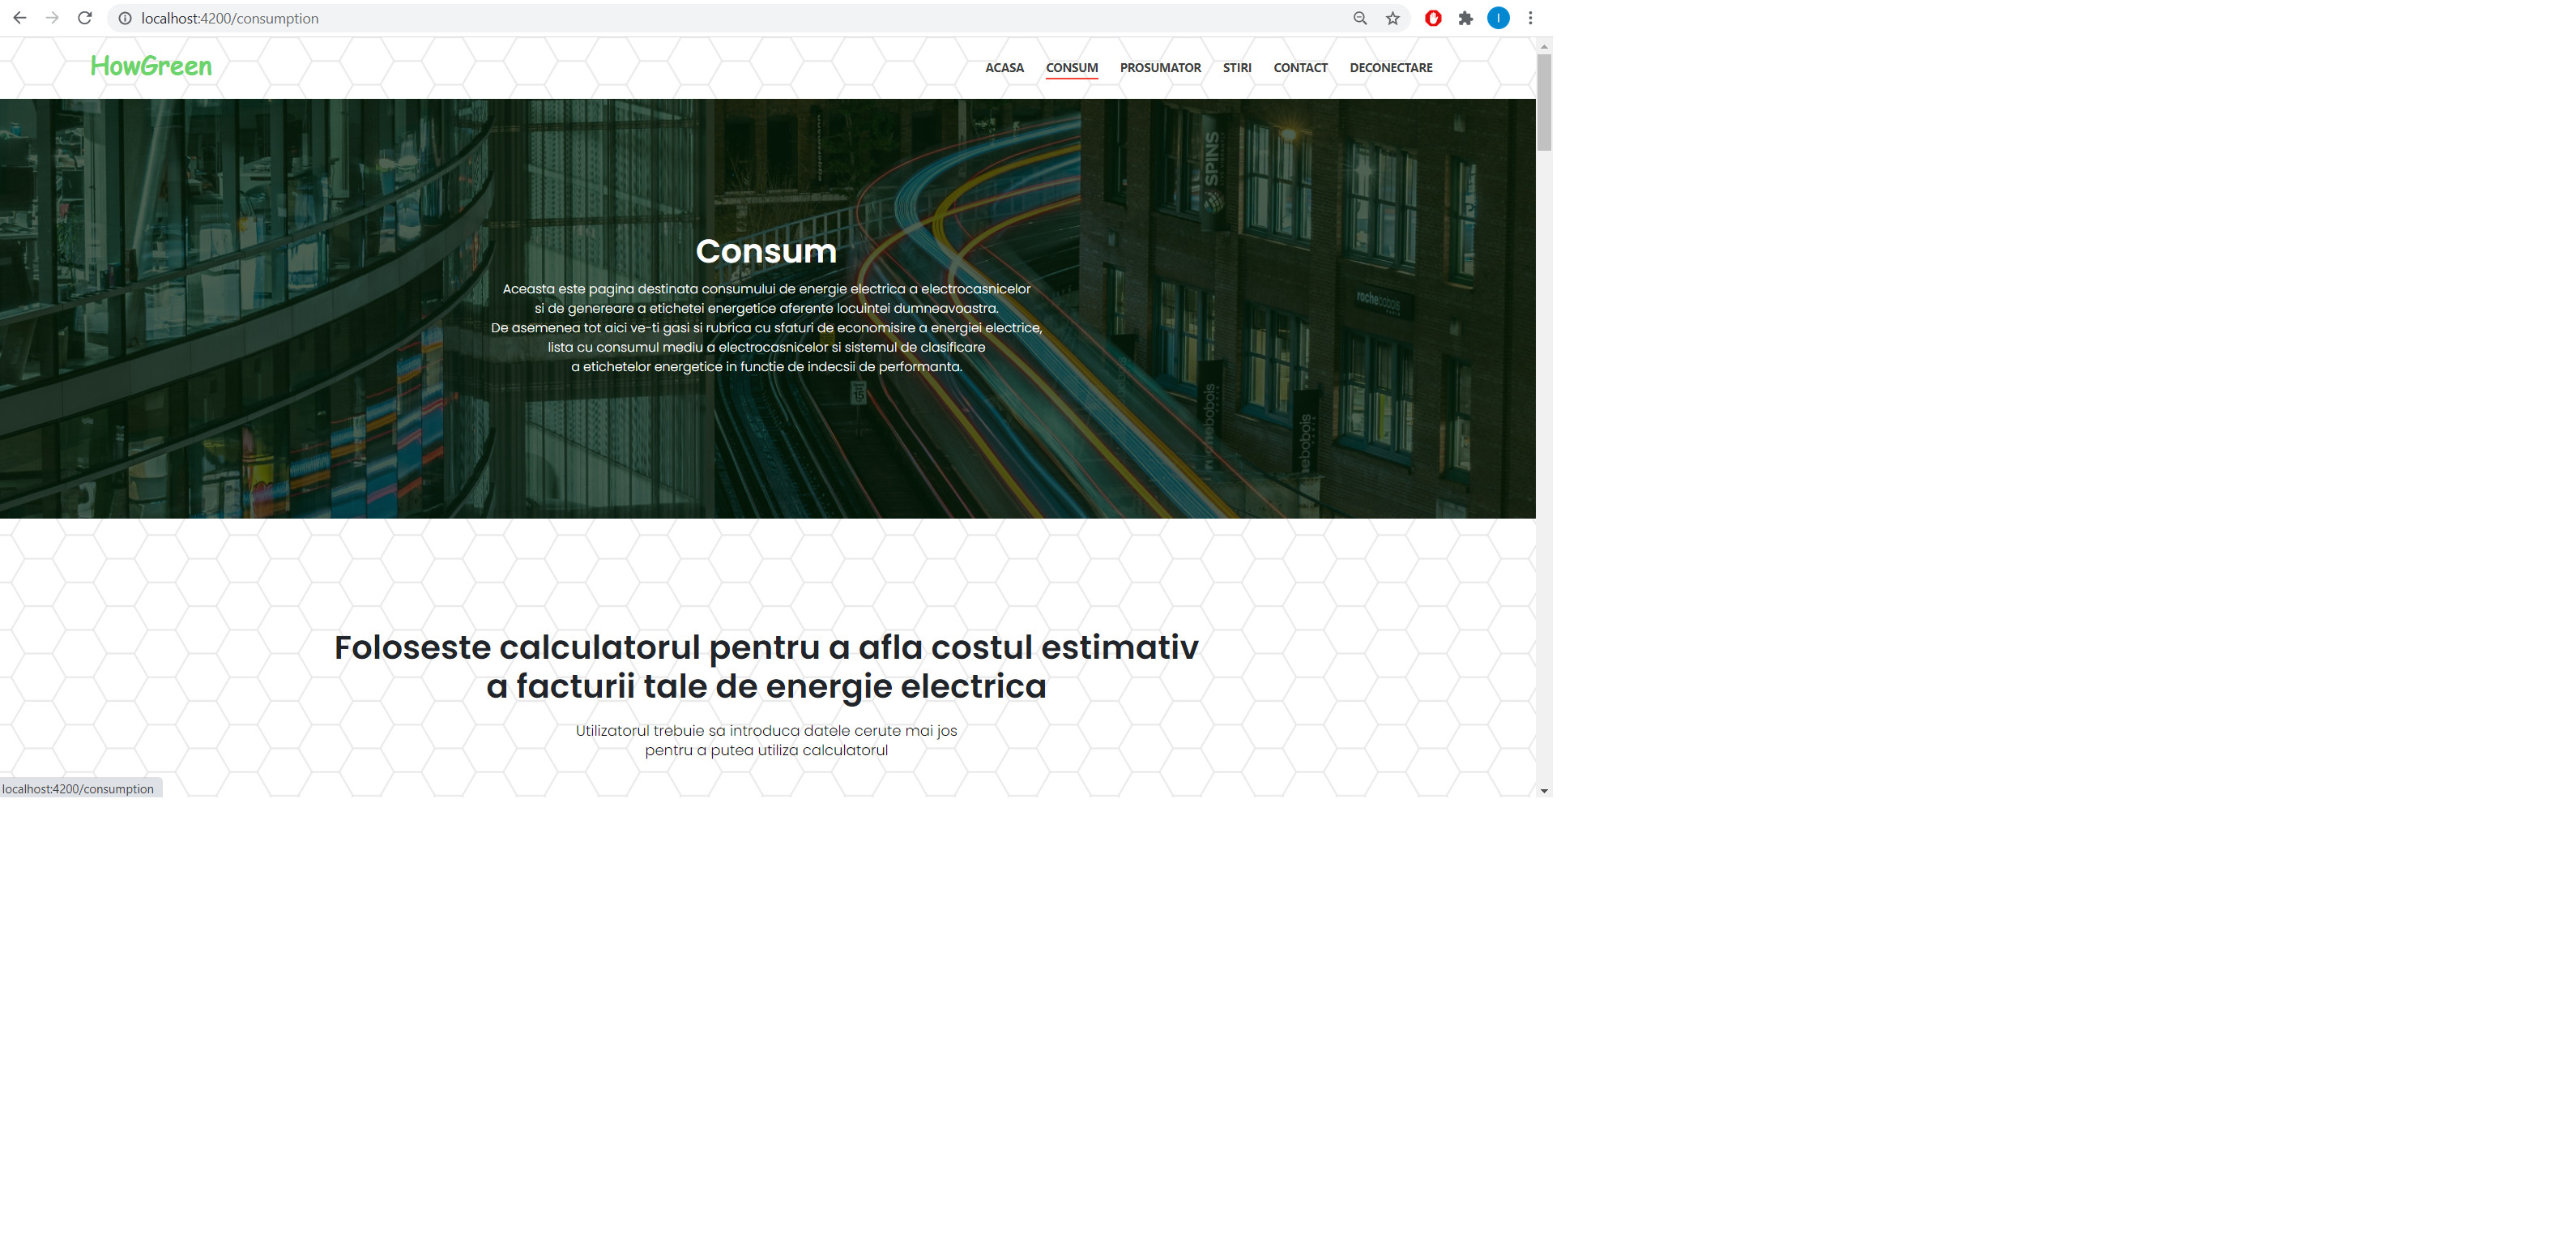 localhost:4200/consumption
I
HowGreen
ACASA CONSUM PROSUMATOR STIRI CONTACT DECONECTARE
SPINS
Consum
Aceasta este pagina destinata consumului de energie electrica a electrocasnicelor
si de genereare a etichetei energetice aferente locuintei dumneavoastra.
De asemenea tot aici ve-ti gasi si rubrica cu sfaturi de economisire a energiei electrice,
lista cu consumul mediu a electrocasnicelor si sistemul de clasificare
a etichetelor energetice in functie de indecsii de performanta.
rochebobois
15
Foloseste calculatorul pentru a afla costul estimativ
a facturii tale de energie electrica
Utilizatorul trebuie sa introduca datele cerute mai jos
pentru a putea utiliza calculatorul
localhost:4200/consumption